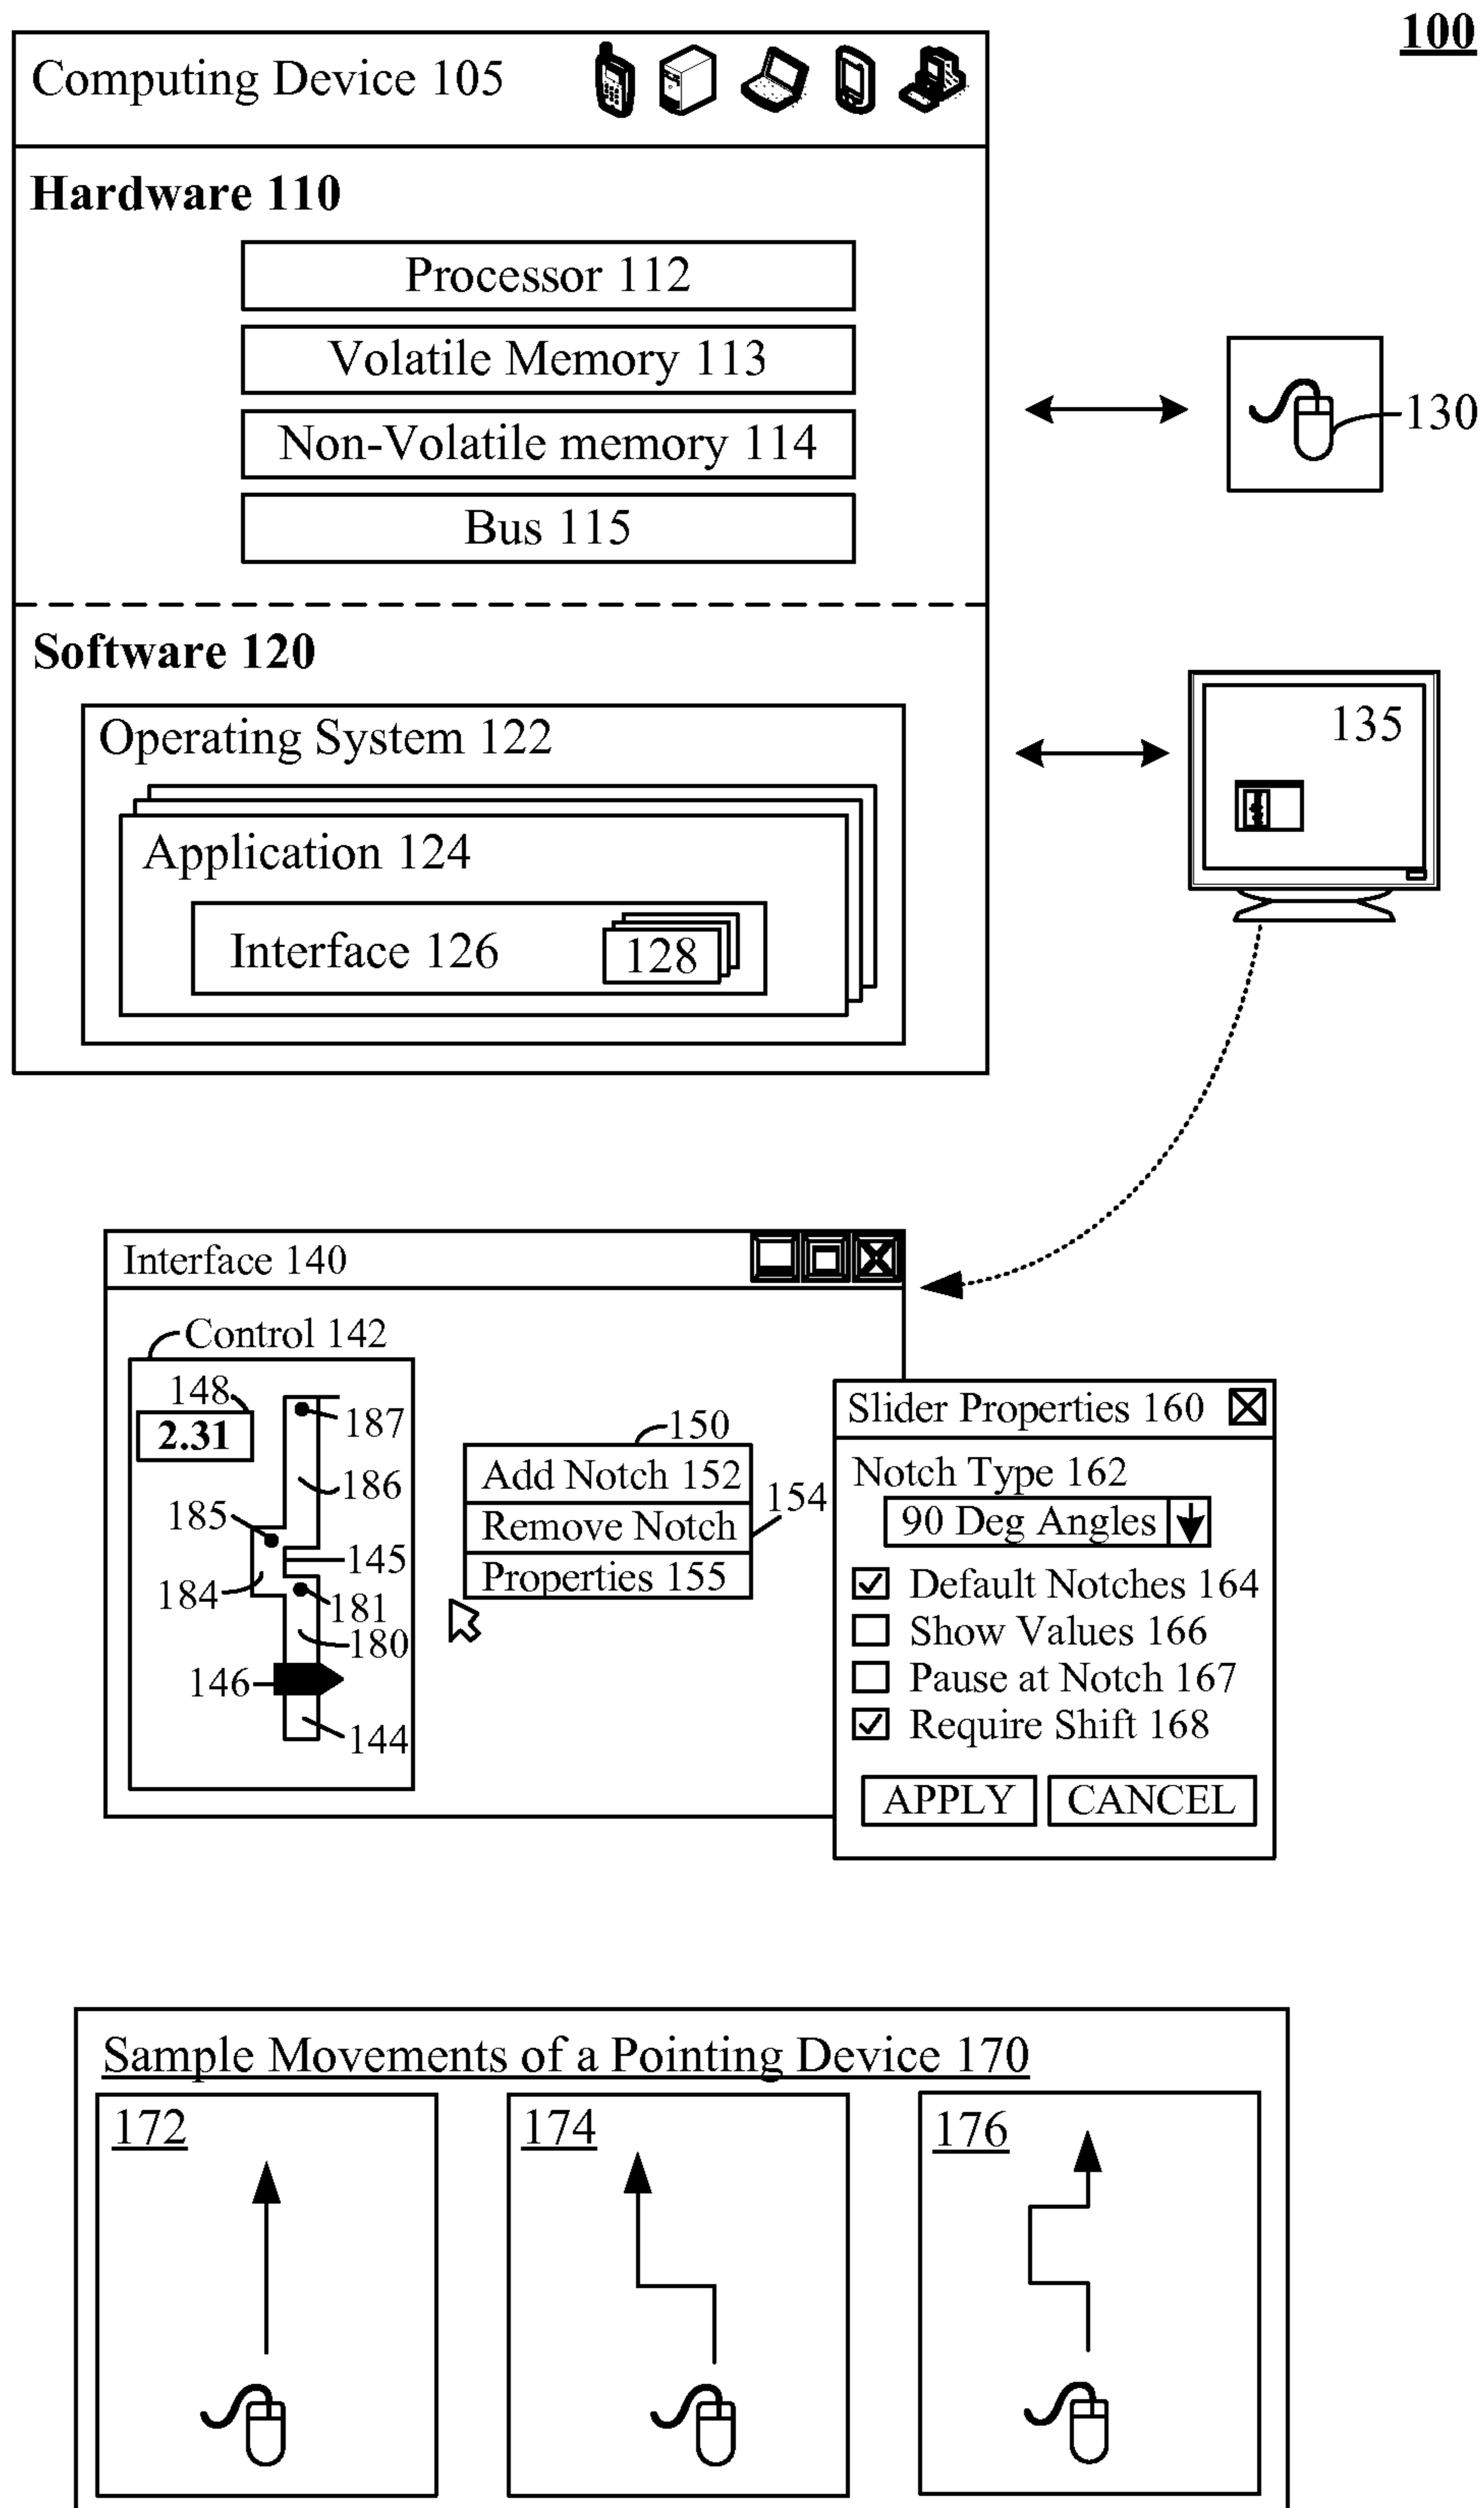 100
Computing Device 105
Hardware 110
Processor 112
Volatile Memory 113
Non-Volatile memory 114
Bus 115
130
Software 120
Operating System 122
Application 124
Interface 126
128
135
Interface 140
Control 142
148
2.31
187
186
185
145
184
181
180
146
144
150
Add Notch 152
Remove Notch
154
Properties 155
Slider Properties 160
Notch Type 162
90 Deg Angles
Default Notches 164
Show Values 166
Pause at Notch 167
Require Shift 168
APPLY
CANCEL
Sample Movements of a Pointing Device 170
172
174
176